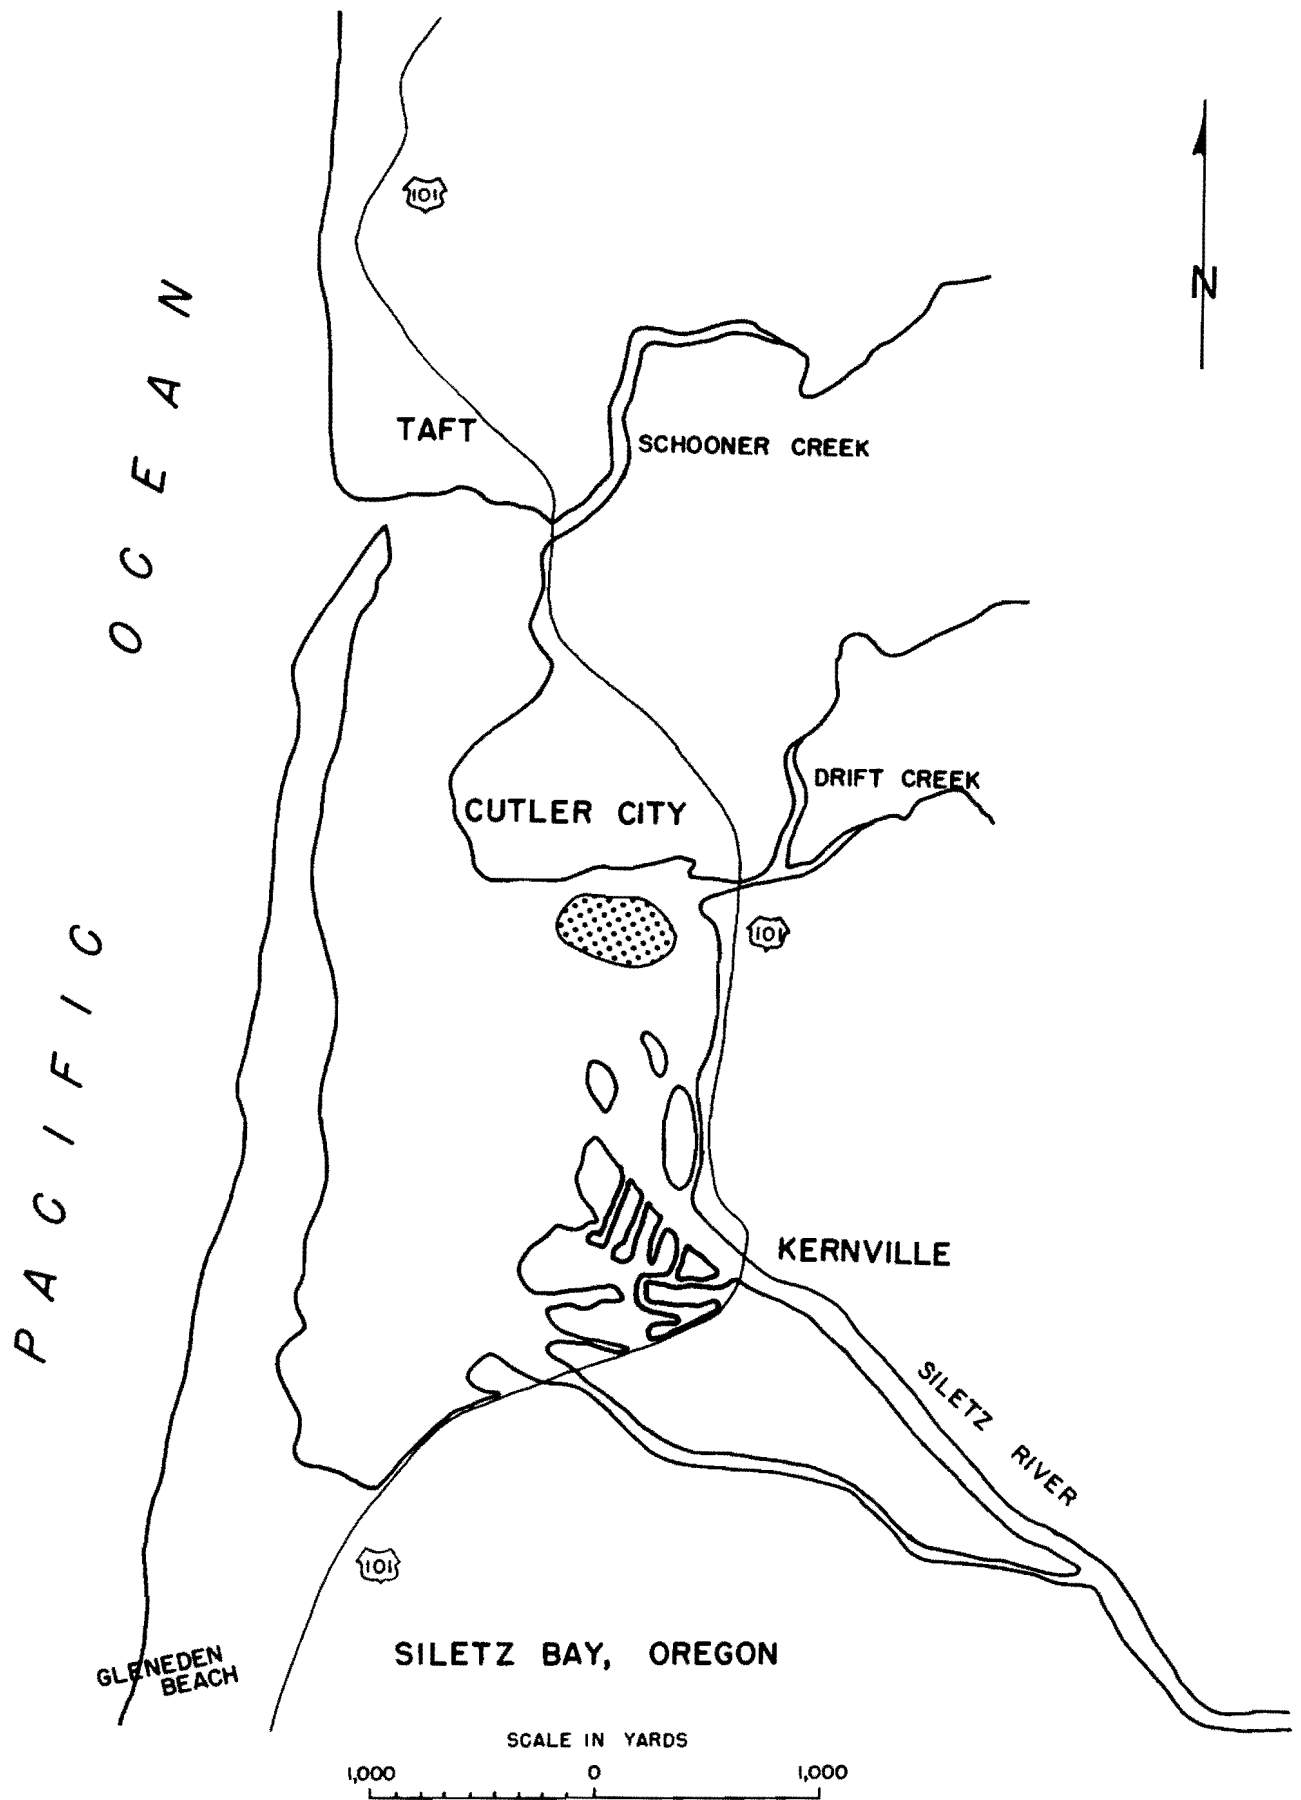 101
N
PACIFIC OCEAN
TAFT
SCHOONER CREEK
DRIFT CREEK
CUTLER CITY
101
KERNVILLE
SILETZ RIVER
101
GLENEDEN
BEACH
SILETZ BAY, OREGON
SCALE IN YARDS
1,000 0 1,000